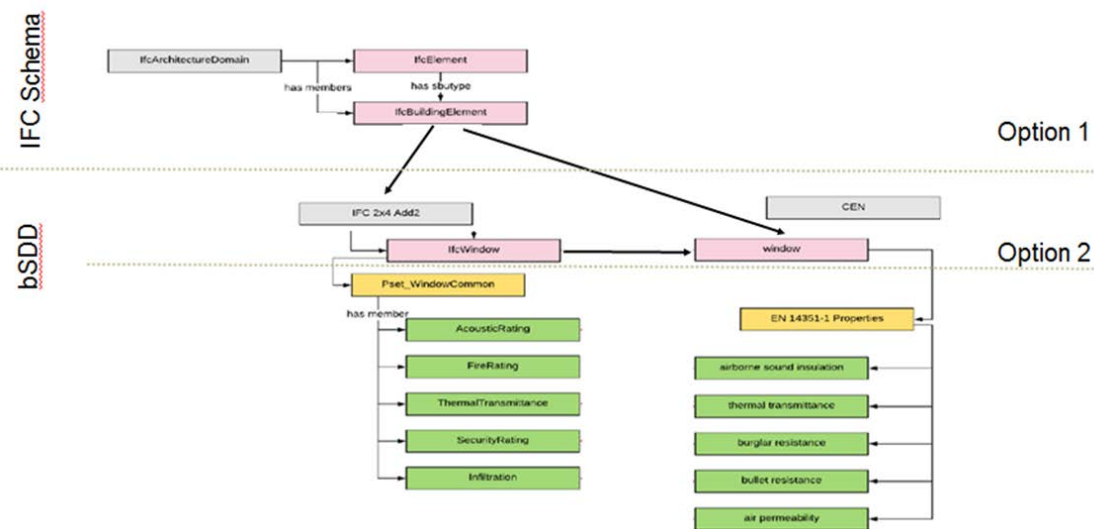 IFC Schema
IfcArchitectureDomain
IfcElement
has members
has sbutype
IfcBuildingElement
Option 1
bSDD
IFC 2x4 Add2
CEN
IfcWindow
window
Option 2
Pset_WindowCommon
has member
EN 14351-1 Properties
AcousticRating
FireRating
ThermalTransmittance
SecurityRating
Infiltration
airborne sound insulation
thermal transmittance
burglar resistance
bullet resistance
air permeability